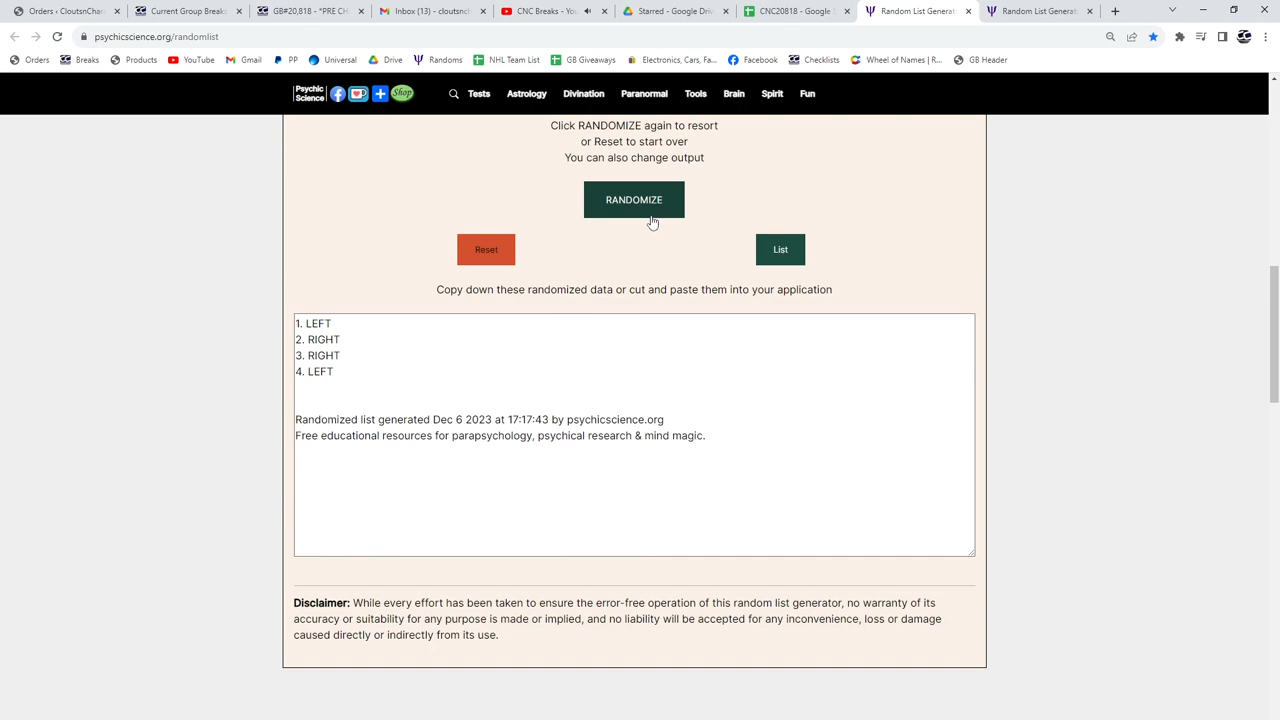 Orders ‹ CloutsnChar
Current Group Breaks
GB#20,818 - *PRE CH
Inbox (13) - cloutsnch
CNC Breaks - You
Starred - Google Driv
CNC20818 - Google S
Random List Generat
Random List Generat
psychicscience.org/randomlist
Orders
Breaks
Products
YouTube
Gmail
PP
Universal
Drive
Randoms
NHL Team List
GB Giveaways
Electronics, Cars, Fa...
Facebook
Checklists
Wheel of Names | R...
GB Header
Psychic Science
Shop
Tests
Astrology
Divination
Paranormal
Tools
Brain
Spirit
Fun
Click RANDOMIZE again to resort
or Reset to start over
You can also change output
RANDOMIZE
Reset
List
Copy down these randomized data or cut and paste them into your application
1. LEFT
2. RIGHT
3. RIGHT
4. LEFT
Randomized list generated Dec 6 2023 at 17:17:43 by psychicscience.org
Free educational resources for parapsychology, psychical research & mind magic.
Disclaimer: While every effort has been taken to ensure the error-free operation of this random list generator, no warranty of its
accuracy or suitability for any purpose is made or implied, and no liability will be accepted for any inconvenience, loss or damage
caused directly or indirectly from its use.